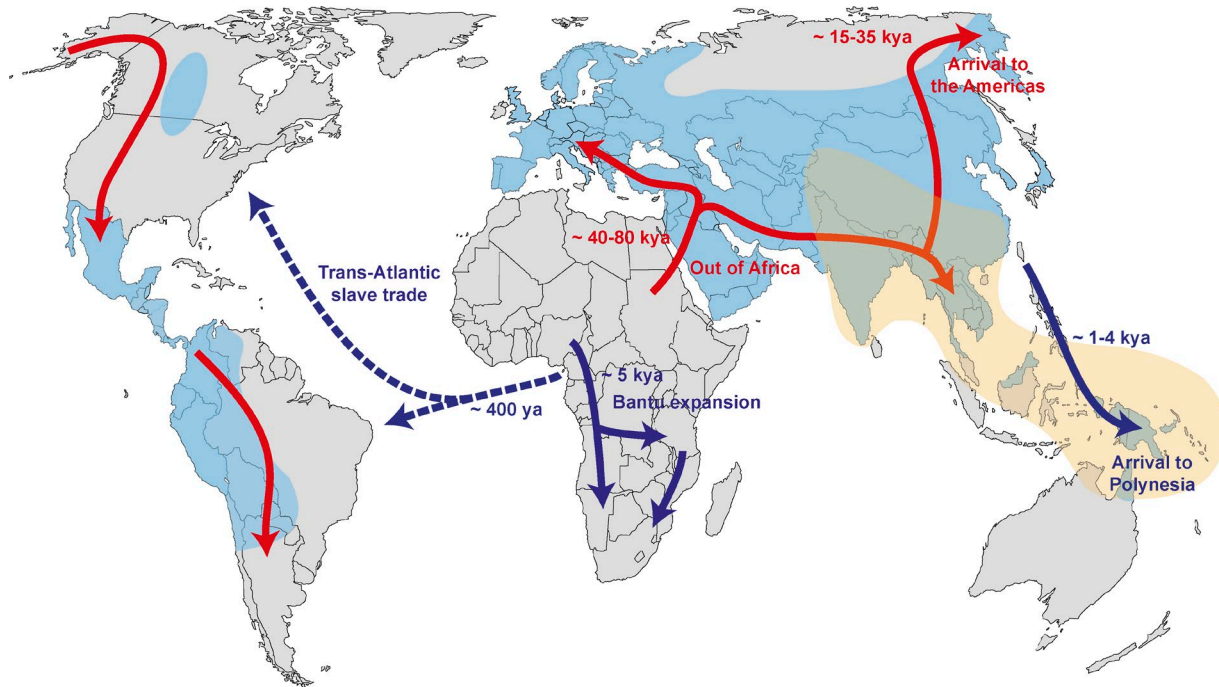 ~ 15-35 kya
Arrival to
the Americas
~ 40-80 kya
Out of Africa
Trans-Atlantic
slave trade
~ 1-4 kya
~ 5 kya
Bantu expansion
~ 400 ya
Arrival to
Polynesia